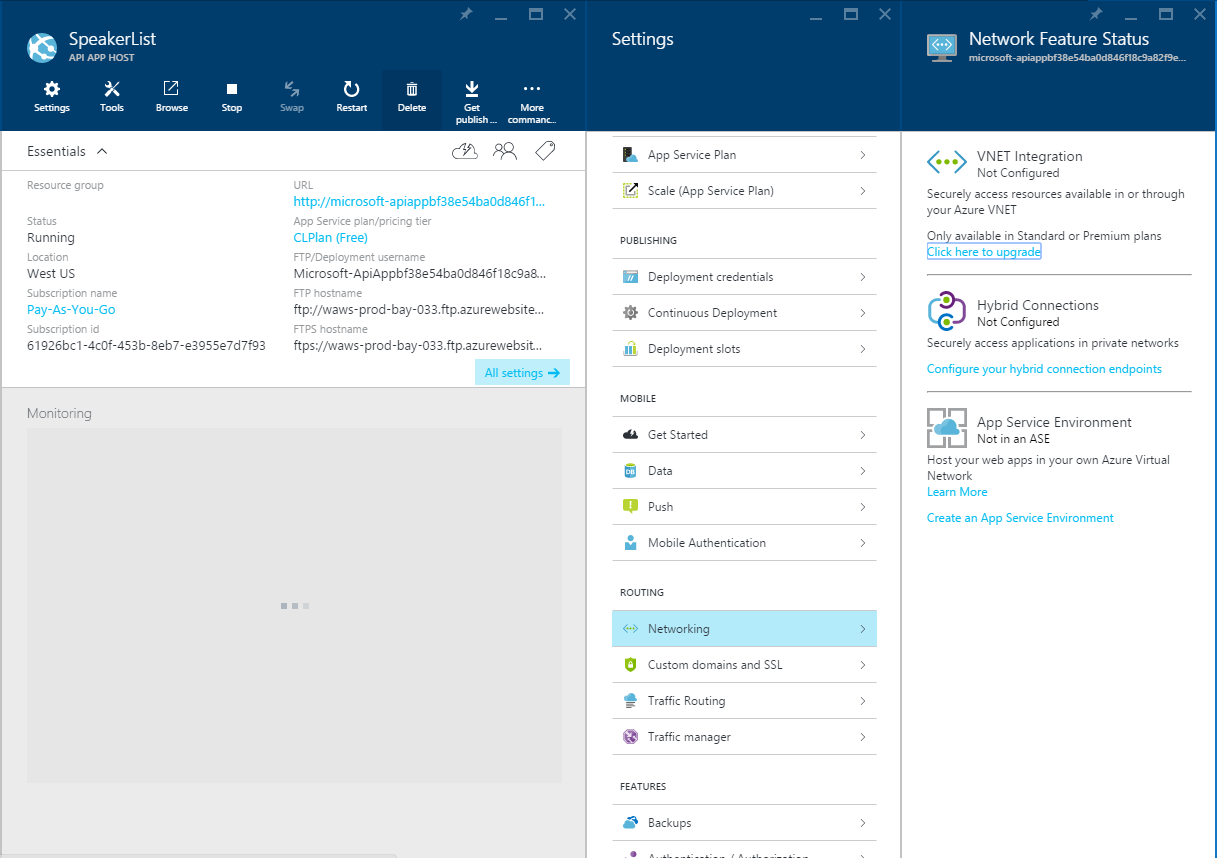 SpeakerList
API APP HOST
Settings
Tools
Browse
Stop
Swap
Restart
Delete
Get
publish ...
More
commanc...
Essentials
Resource group
URL
http://microsoft-apiappbf38e54ba0d846f1...
Status
Running
App Service plan/pricing tier
CLPlan (Free)
Location
West US
FTP/Deployment username
Microsoft-ApiAppbf38e54ba0d846f18c9a8...
Subscription name
Pay-As-You-Go
FTP hostname
ftp://waws-prod-bay-033.ftp.azurewebsite...
Subscription id
61926bc1-4c0f-453b-8eb7-e3955e7d7f93
FTPS hostname
ftps://waws-prod-bay-033.ftp.azurewebsit...
All settings
Monitoring
Settings
App Service Plan
Scale (App Service Plan)
PUBLISHING
Deployment credentials
Continuous Deployment
Deployment slots
MOBILE
Get Started
Data
Push
Mobile Authentication
ROUTING
Networking
Custom domains and SSL
Traffic Routing
Traffic manager
FEATURES
Backups
Authentication / Authorization
Network Feature Status
microsoft-apiappbf38e54ba0d846f18c9a82f9e...
VNET Integration
Not Configured
Securely access resources available in or through
your Azure VNET
Only available in Standard or Premium plans
Click here to upgrade
Hybrid Connections
Not Configured
Securely access applications in private networks
Configure your hybrid connection endpoints
App Service Environment
Not in an ASE
Host your web apps in your own Azure Virtual
Network
Learn More
Create an App Service Environment